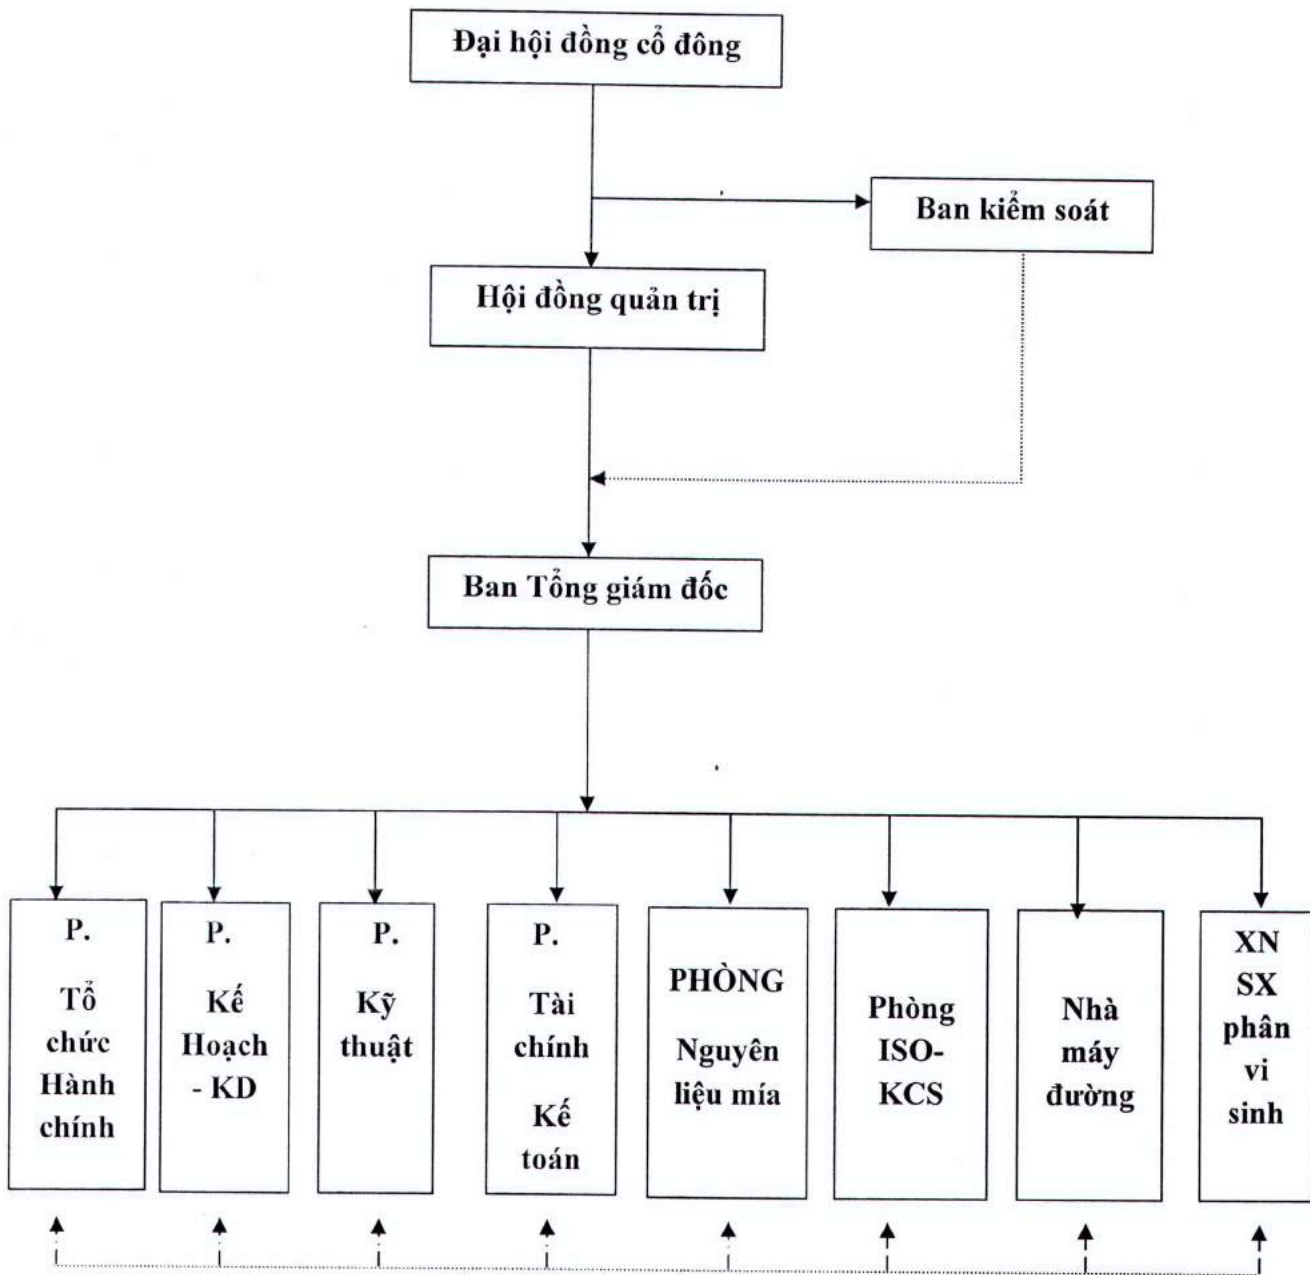 Đại hội đồng cổ đông
Ban kiểm soát
Hội đồng quản trị
Ban Tổng giám đốc
P.
Tổ
chức
Hành
chính
P.
Kế
Hoạch
- KD
P.
Kỹ
thuật
P.
Tài
chính
Kế
toán
PHÒNG
Nguyên
liệu mía
Phòng
ISO-
KCS
Nhà
máy
đường
XN
SX
phân
vi
sinh